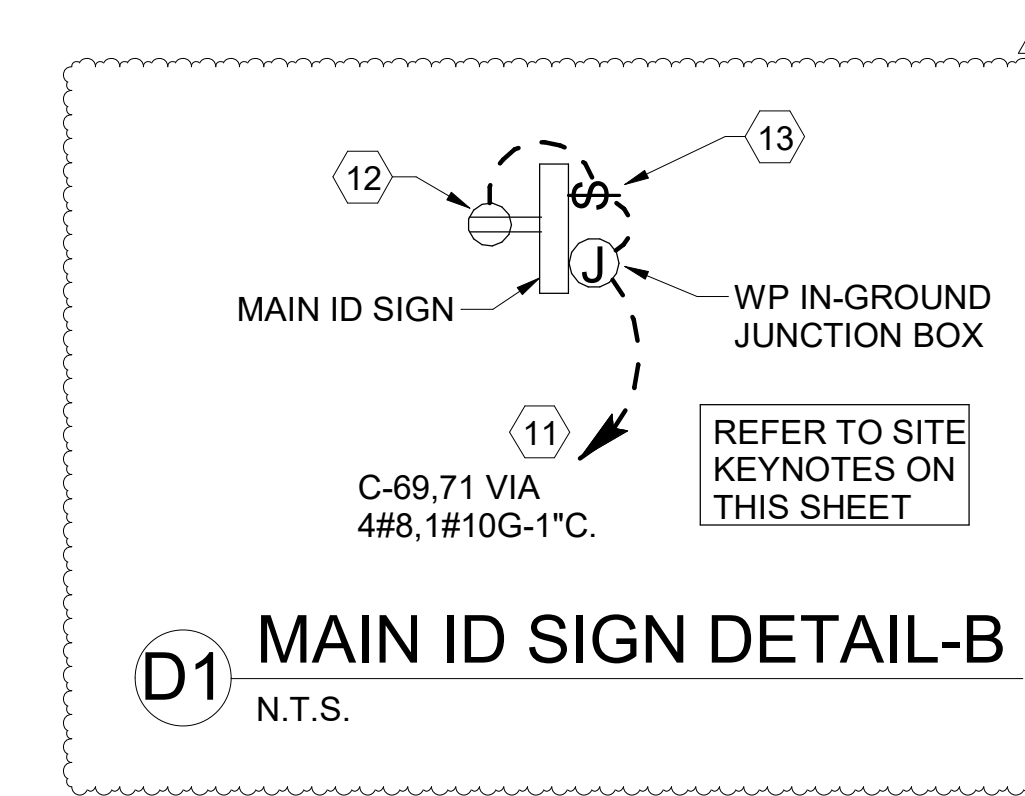 12
13
S
J
MAIN ID SIGN
WP IN-GROUND
JUNCTION BOX
11
C-69,71 VIA
4#8,1#10G-1"C.
REFER TO SITE
KEYNOTES ON
THIS SHEET
D1
MAIN ID SIGN DETAIL-B
N.T.S.